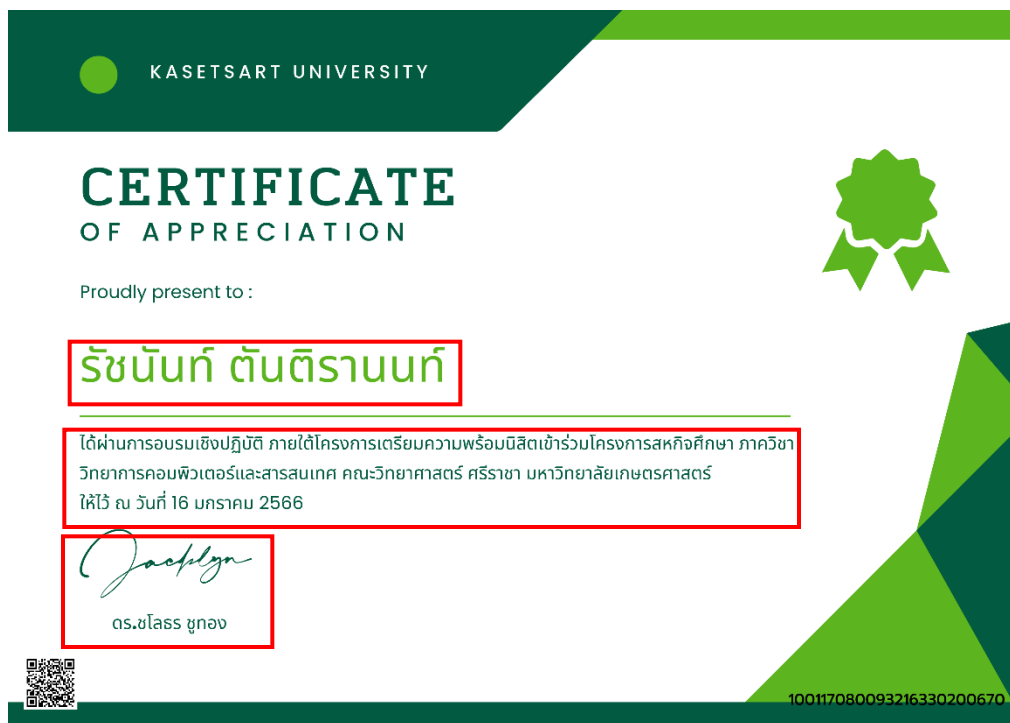 KASETSART UNIVERSITY
CERTIFICATE
OF APPRECIATION
Proudly present to :
รัชนันท์ ตันติรานนท์
ได้ผ่านการอบรมเชิงปฏิบัติ ภายใต้โครงการเตรียมความพร้อมนิสิตเข้าร่วมโครงการสหกิจศึกษา ภาควิชา
วิทยาการคอมพิวเตอร์และสารสนเทศ คณะวิทยาศาสตร์ ศรีราชา มหาวิทยาลัยเกษตรศาสตร์
ให้ไว้ ณ วันที่ 16 มกราคม 2566
ดร.ชโลธร ชูทอง
100117080093216330200670